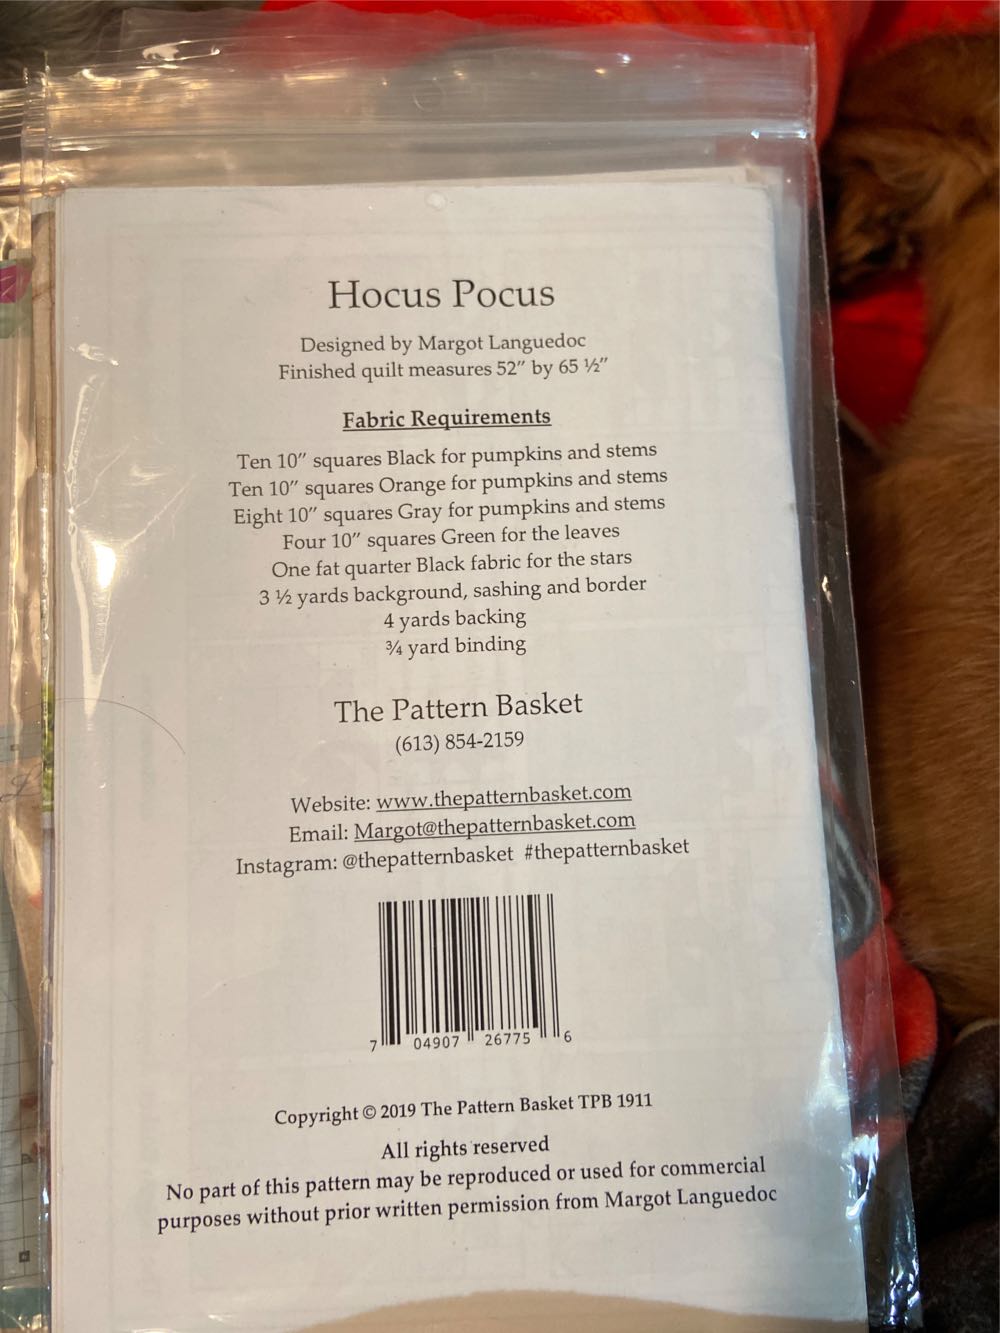 Hocus Pocus
Designed by Margot Languedoc
Finished quilt measures 52” by 65 ½”
Fabric Requirements
Ten 10” squares Black for pumpkins and stems
Ten 10” squares Orange for pumpkins and stems
Eight 10” squares Gray for pumpkins and stems
Four 10” squares Green for the leaves
One fat quarter Black fabric for the stars
3 ½ yards background, sashing and border
4 yards backing
¾ yard binding
The Pattern Basket
(613) 854-2159
Website: www.thepatternbasket.com
Email: Margot@thepatternbasket.com
Instagram: @thepatternbasket #thepatternbasket
7 04907 26775 6
Copyright © 2019 The Pattern Basket TPB 1911
All rights reserved
No part of this pattern may be reproduced or used for commercial
purposes without prior written permission from Margot Languedoc